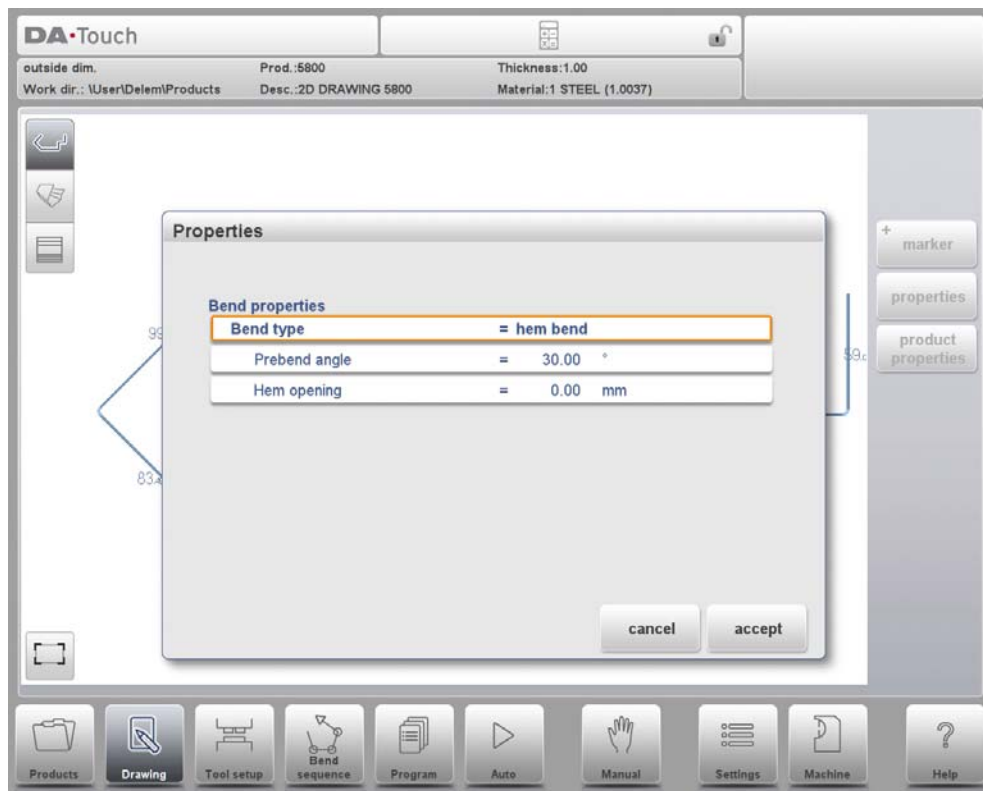 DA•Touch
outside dim. Prod.:5800 Thickness:1.00
Work dir.: \User\Delem\Products Desc.:2D DRAWING 5800 Material:1 STEEL (1.0037)
Properties
+
marker
properties
product
properties
Bend properties
Bend type = hem bend
Prebend angle = 30.00 °
Hem opening = 0.00 mm
cancel accept
Products Drawing Tool setup Bend
sequence Program Auto Manual Settings Machine Help